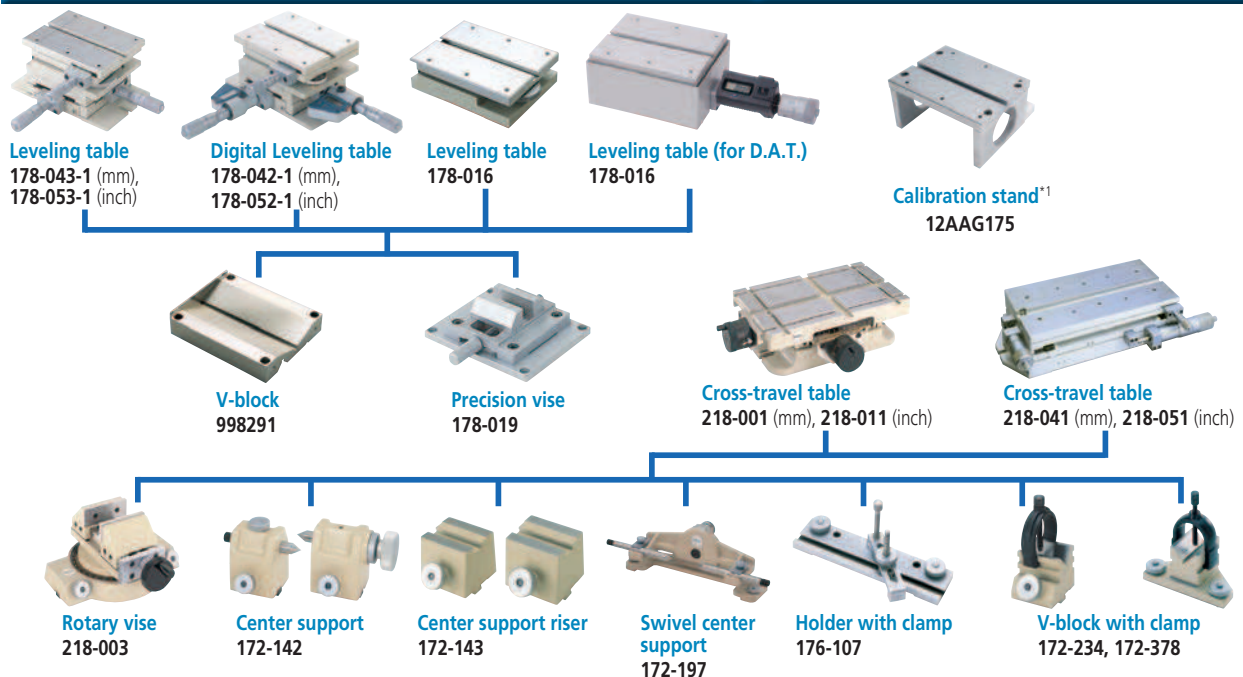 Leveling table
178-043-1 (mm),
178-053-1 (inch)
Digital Leveling table
178-042-1 (mm),
178-052-1 (inch)
Leveling table
178-016
Leveling table (for D.A.T.)
178-016
Calibration stand*1
12AAG175
V-block
998291
Precision vise
178-019
Cross-travel table
218-001 (mm), 218-011 (inch)
Cross-travel table
218-041 (mm), 218-051 (inch)
Rotary vise
218-003
Center support
172-142
Center support riser
172-143
Swivel center
support
172-197
Holder with clamp
176-107
V-block with clamp
172-234, 172-378